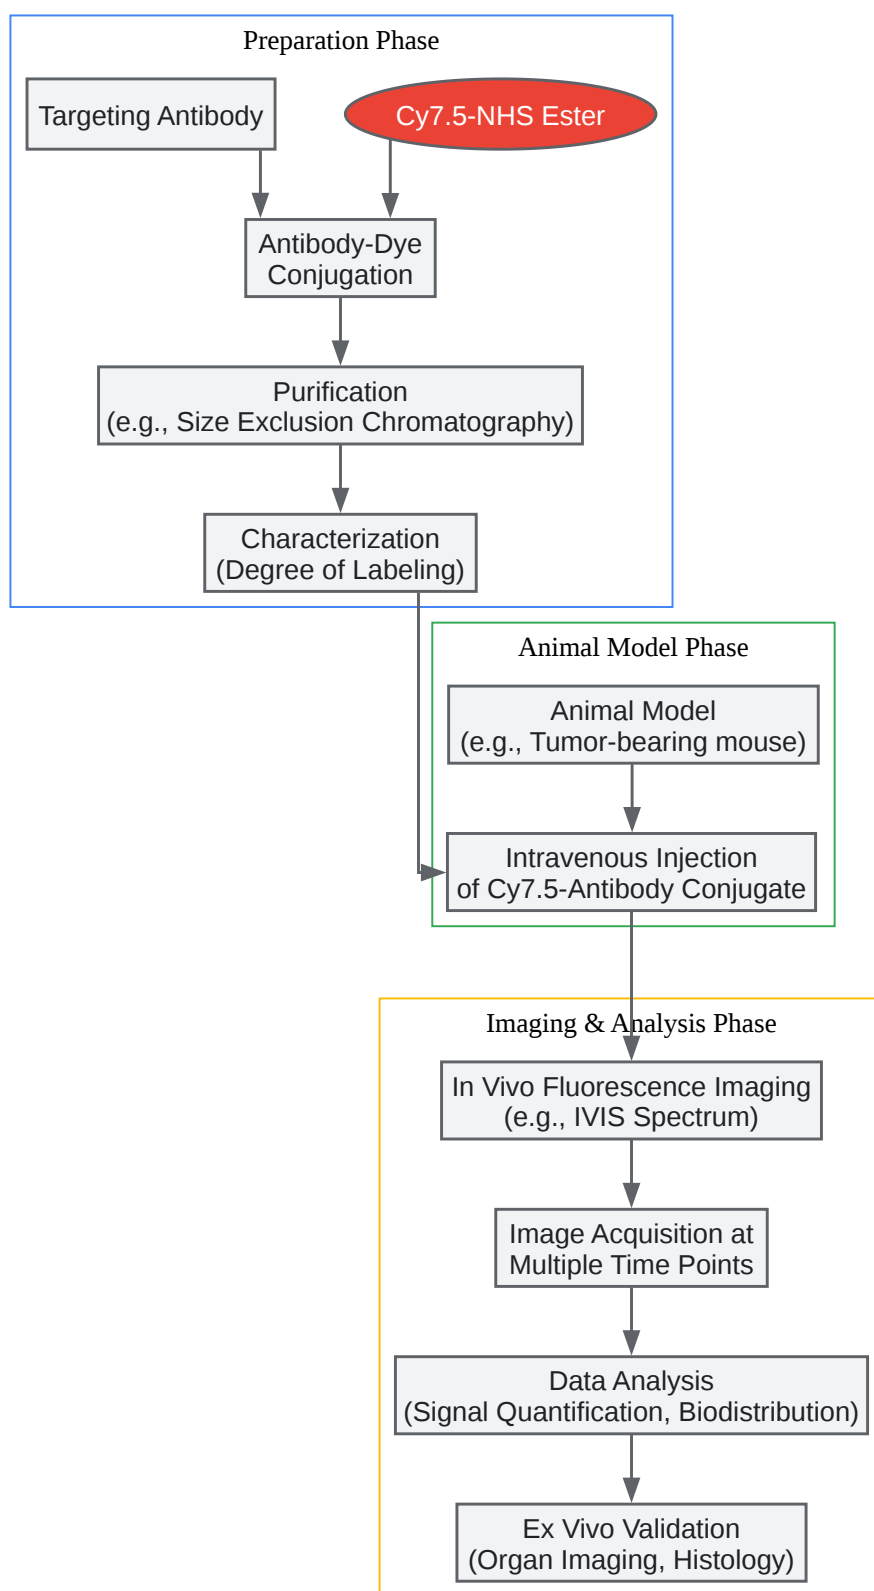 Preparation Phase
Targeting Antibody
Cy7.5-NHS Ester
Antibody-Dye
Conjugation
Purification
(e.g., Size Exclusion Chromatography)
Characterization
(Degree of Labeling)
Animal Model Phase
Animal Model
(e.g., Tumor-bearing mouse)
Intravenous Injection
of Cy7.5-Antibody Conjugate
Imaging & Analysis Phase
In Vivo Fluorescence Imaging
(e.g., IVIS Spectrum)
Image Acquisition at
Multiple Time Points
Data Analysis
(Signal Quantification, Biodistribution)
Ex Vivo Validation
(Organ Imaging, Histology)